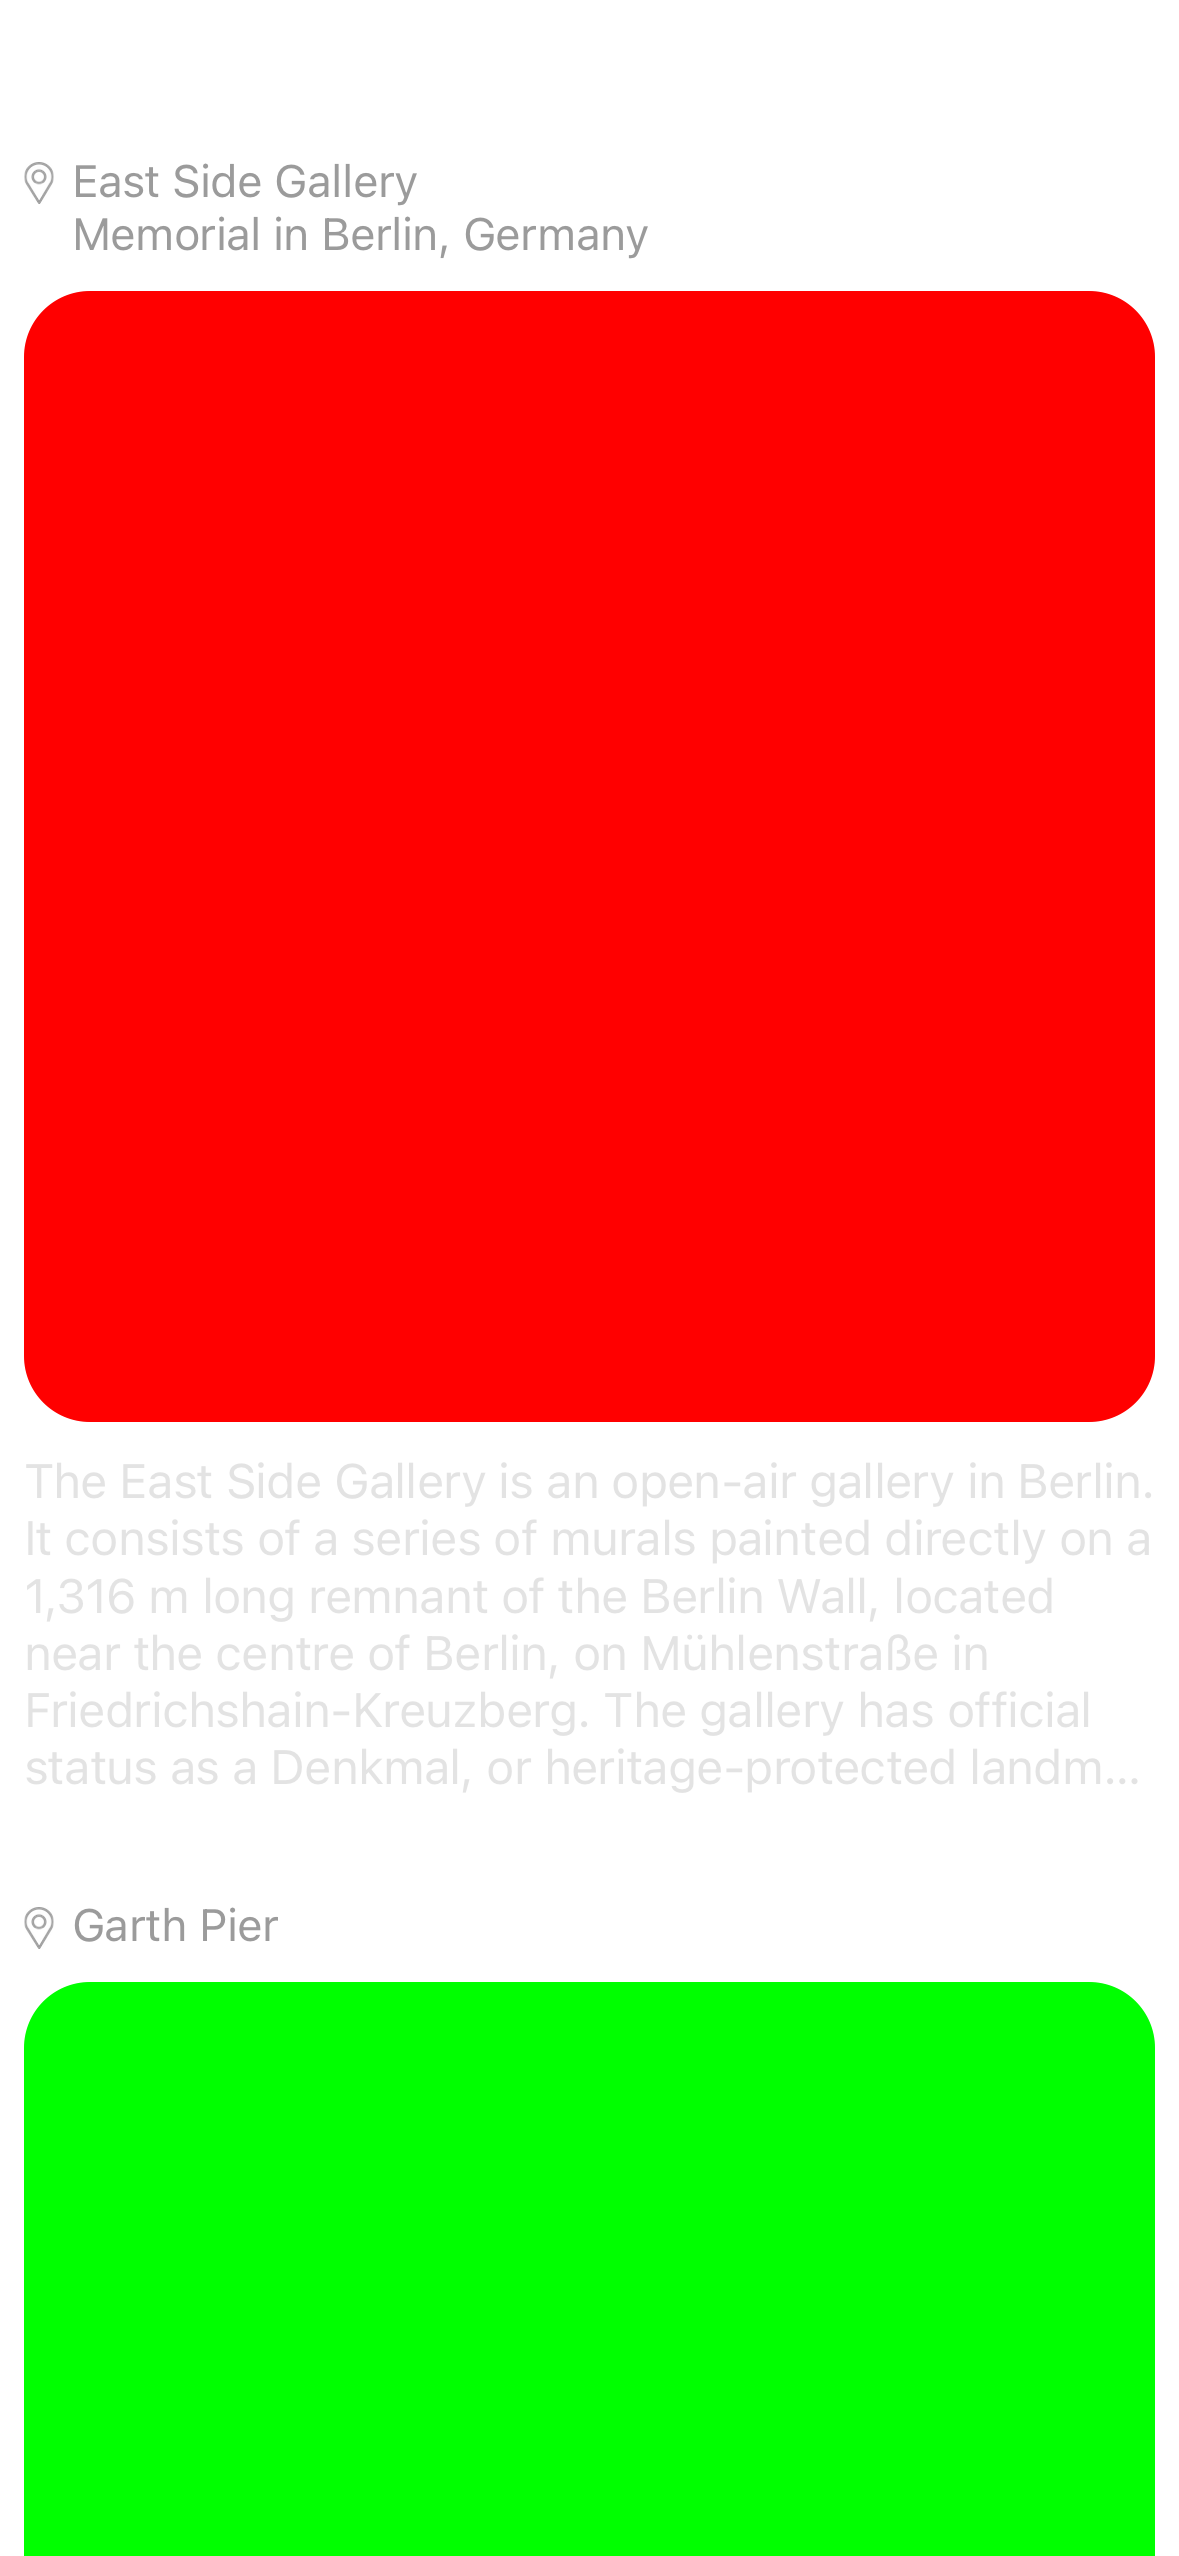 East Side Gallery
Memorial in Berlin, Germany
The East Side Gallery is an open-air gallery in Berlin.
It consists of a series of murals painted directly on a
1,316 m long remnant of the Berlin Wall, located
near the centre of Berlin, on Mühlenstraße in
Friedrichshain-Kreuzberg. The gallery has official
status as a Denkmal, or heritage-protected landm...
Garth Pier